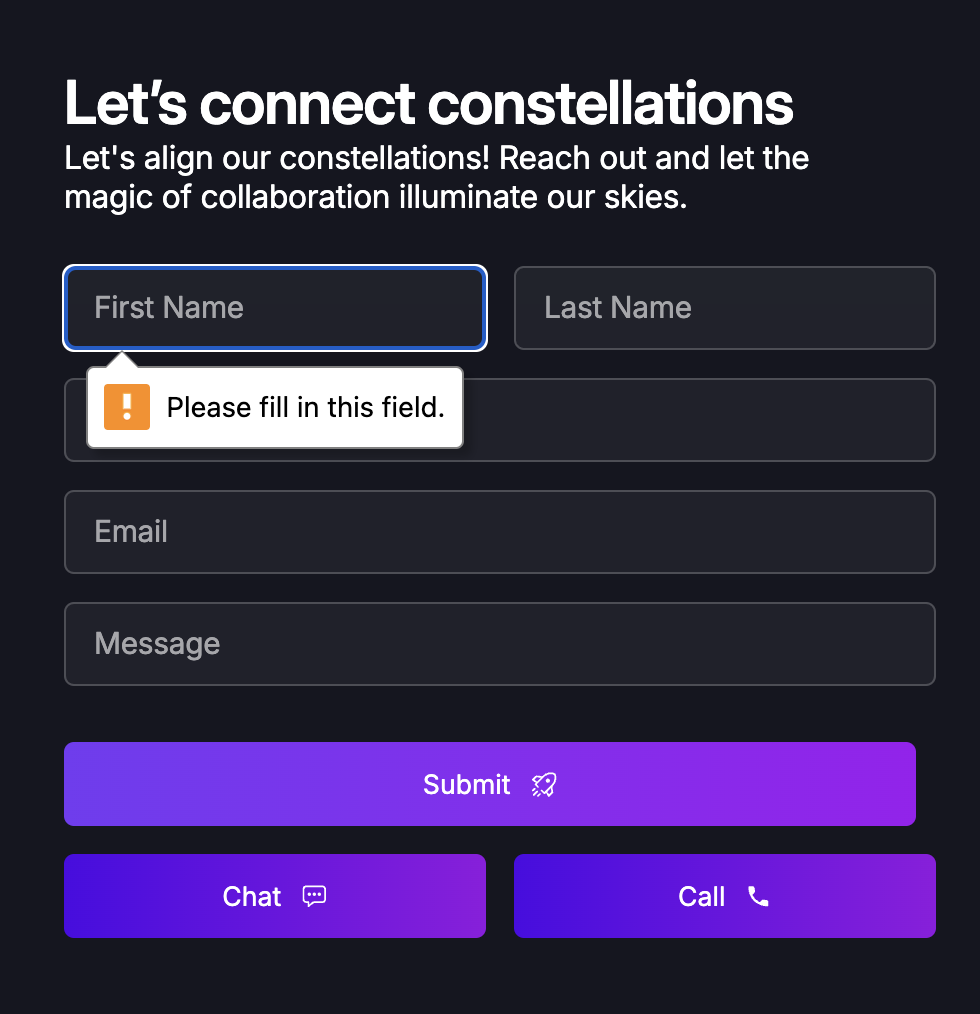 Let’s connect constellations
Let's align our constellations! Reach out and let the
magic of collaboration illuminate our skies.
First Name
Last Name
Please fill in this field.
Email
Message
Submit
Chat
Call